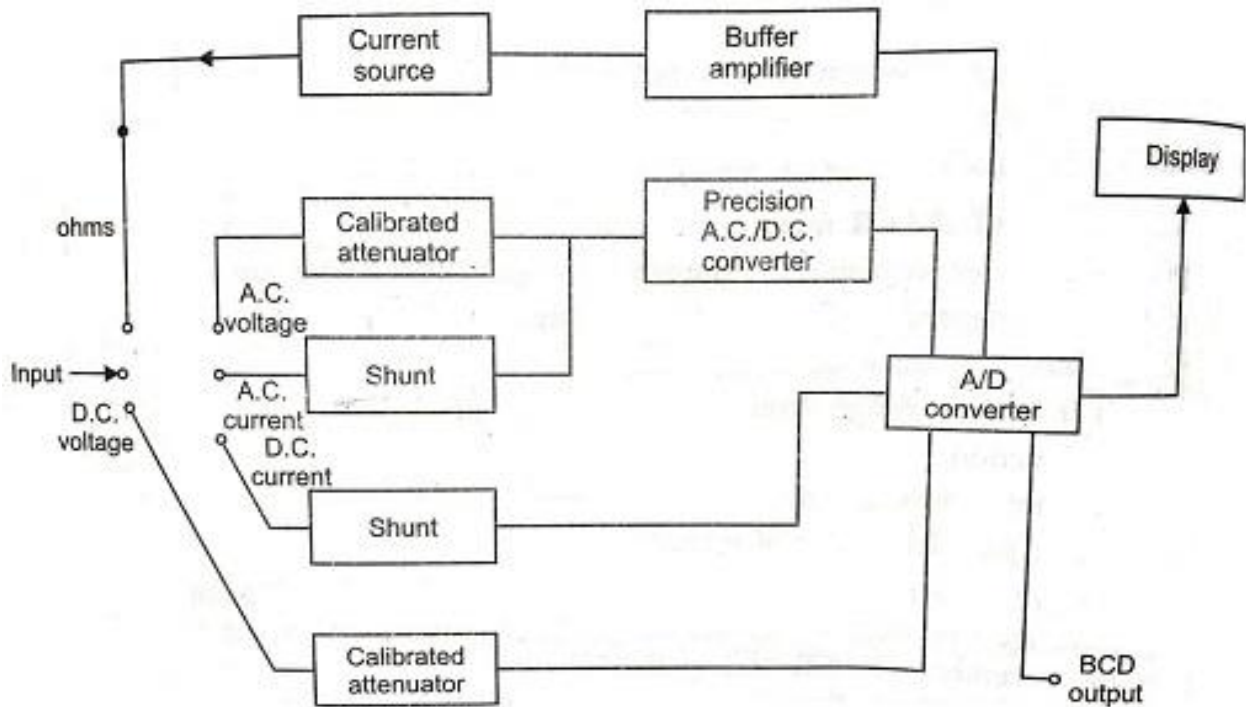 Current
source
Buffer
amplifier
Display
ohms
Calibrated
attenuator
Precision
A.C./D.C.
converter
A.C.
voltage
Input
Shunt
A/D
converter
D.C.
voltage
A.C.
current
D.C.
current
Shunt
Calibrated
attenuator
BCD
output